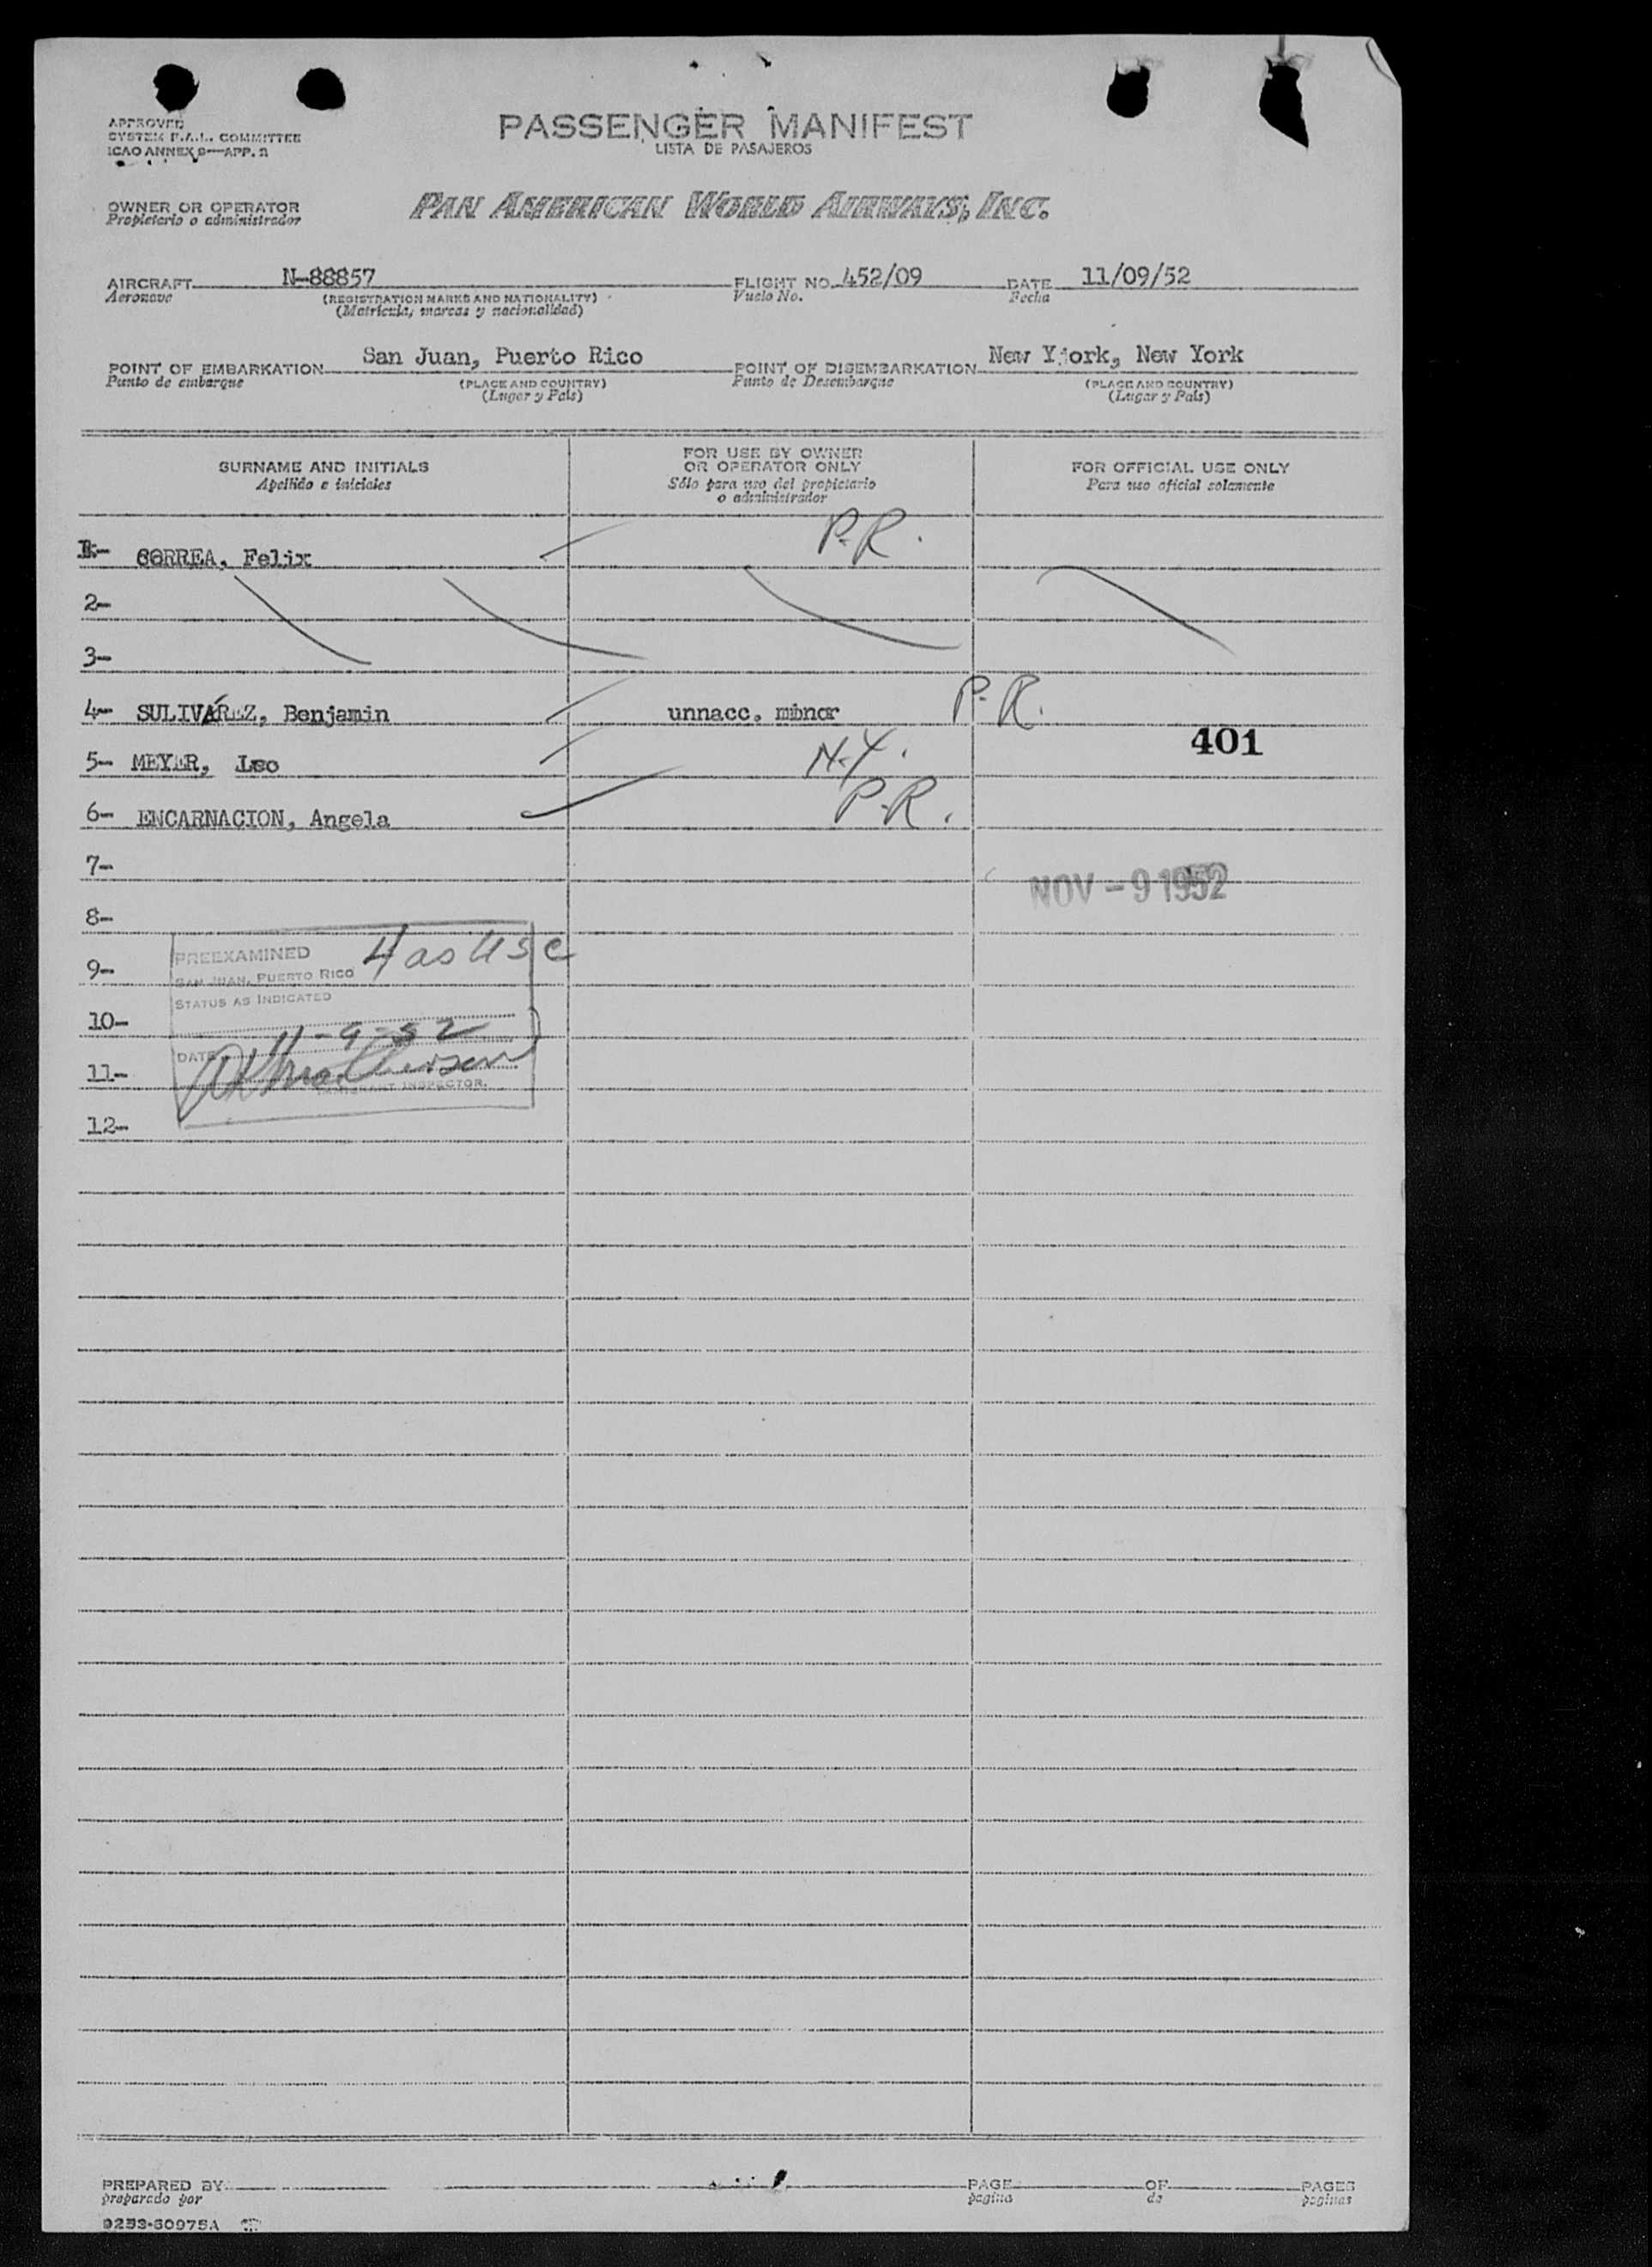 APPROVED
SYSTEM F.A.L. COMMITTEE
ICAO ANNEX 9—APP. 2
PASSENGER MANIFEST
LISTA DE PASAJEROS
OWNER OR OPERATOR
Propietario o administrador
PAN AMERICAN WORLD AIRWAYS, INC.
AIRCRAFT N-88857 FLIGHT NO. 452/09 DATE 11/09/52
Aeronave (REGISTRATION MARKS AND NATIONALITY) Vuelo No. Fecha
(Matricula, marcas y nacionalidad)
POINT OF EMBARKATION San Juan, Puerto Rico POINT OF DISEMBARKATION New Yjork, New York
Punto de embarque (PLACE AND COUNTRY) Punto de Desembarque (PLACE AND COUNTRY)
(Lugar y País) (Lugar y País)
SURNAME AND INITIALS
Apellido e iniciales
FOR USE BY OWNER
OR OPERATOR ONLY
Sólo para uso del propietario
o administrador
FOR OFFICIAL USE ONLY
Para uso oficial solamente
1- CORREA, Felix P.R.
2-
3-
4- SULIVAREZ, Benjamin unnacc. minor P.R.
401
5- MEYER, Leo N.Y.
6- ENCARNACION, Angela P.R.
7-
NOV - 9 1952
8-
PREEXAMINED 4 as USC
9-
SAN JUAN, PUERTO RICO
STATUS AS INDICATED
10-
11-9-52
DATE
11-
IMMIGRANT INSPECTOR.
12-
PREPARED BY PAGE OF PAGES
preparado por pagina de paginas
9253-60975A